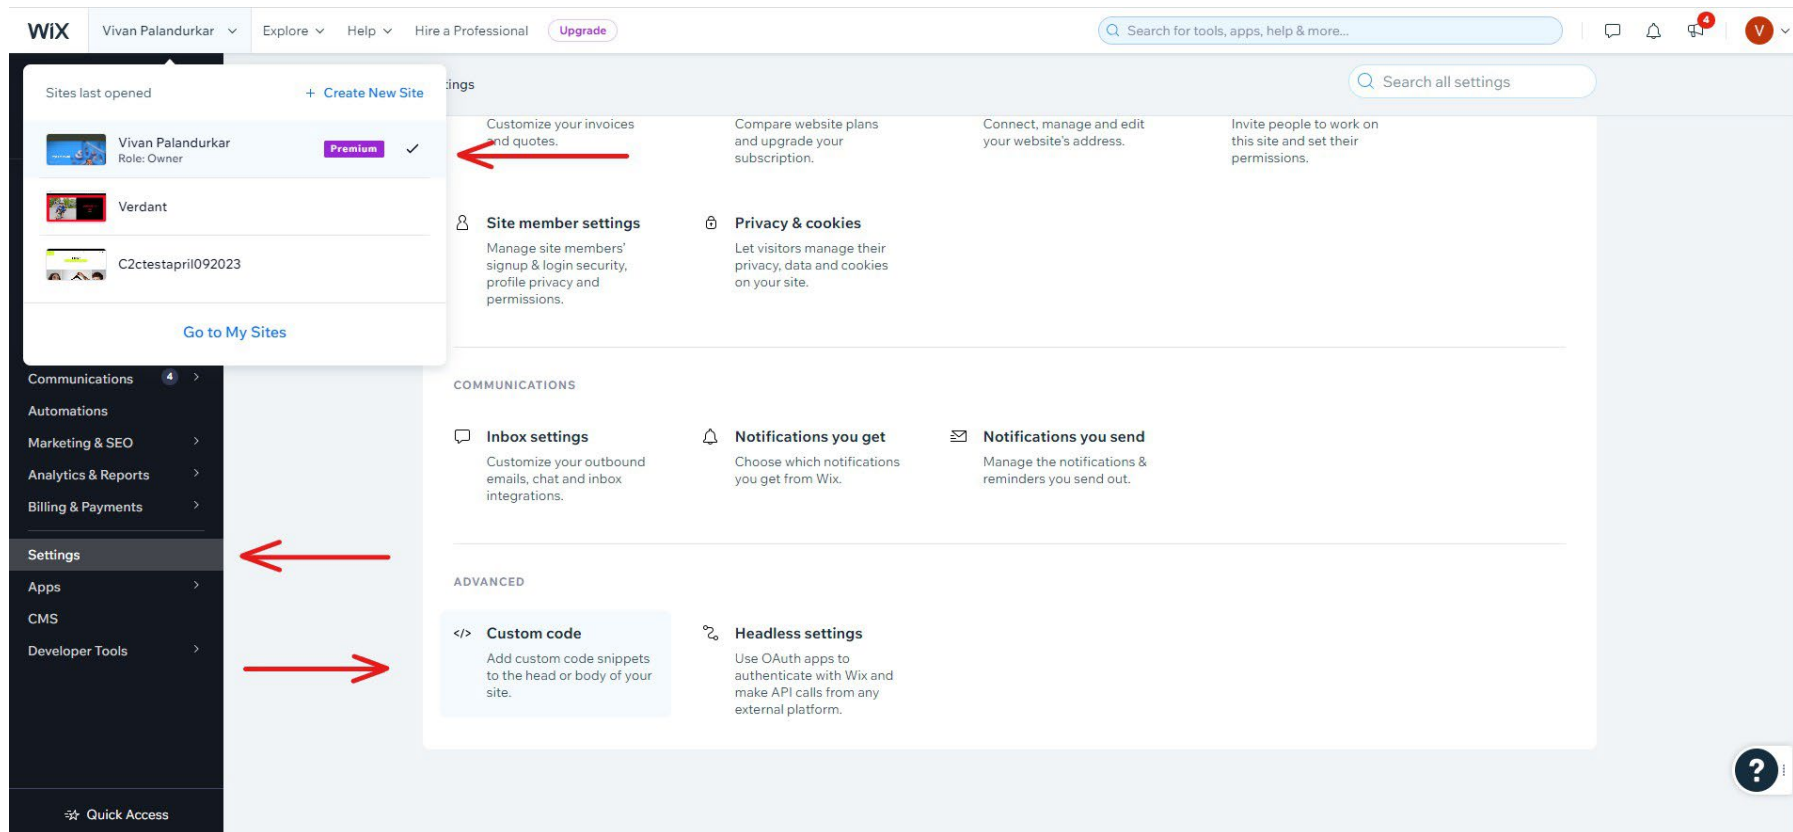 WiX
Vivan Palandurkar
Explore
Help
Hire a Professional
Upgrade
Search for tools, apps, help & more...
4
V
Sites last opened
+ Create New Site
Vivan Palandurkar
Role: Owner
Premium
Verdant
C2ctestapril092023
Go to My Sites
Communications 4
Automations
Marketing & SEO
Analytics & Reports
Billing & Payments
Settings
Apps
CMS
Developer Tools
Quick Access
tings
Search all settings
Customize your invoices
and quotes.
Compare website plans
and upgrade your
subscription.
Connect, manage and edit
your website's address.
Invite people to work on
this site and set their
permissions.
Site member settings
Manage site members'
signup & login security,
profile privacy and
permissions.
Privacy & cookies
Let visitors manage their
privacy, data and cookies
on your site.
COMMUNICATIONS
Inbox settings
Customize your outbound
emails, chat and inbox
integrations.
Notifications you get
Choose which notifications
you get from Wix.
Notifications you send
Manage the notifications &
reminders you send out.
ADVANCED
</> Custom code
Add custom code snippets
to the head or body of your
site.
Headless settings
Use OAuth apps to
authenticate with Wix and
make API calls from any
external platform.
?